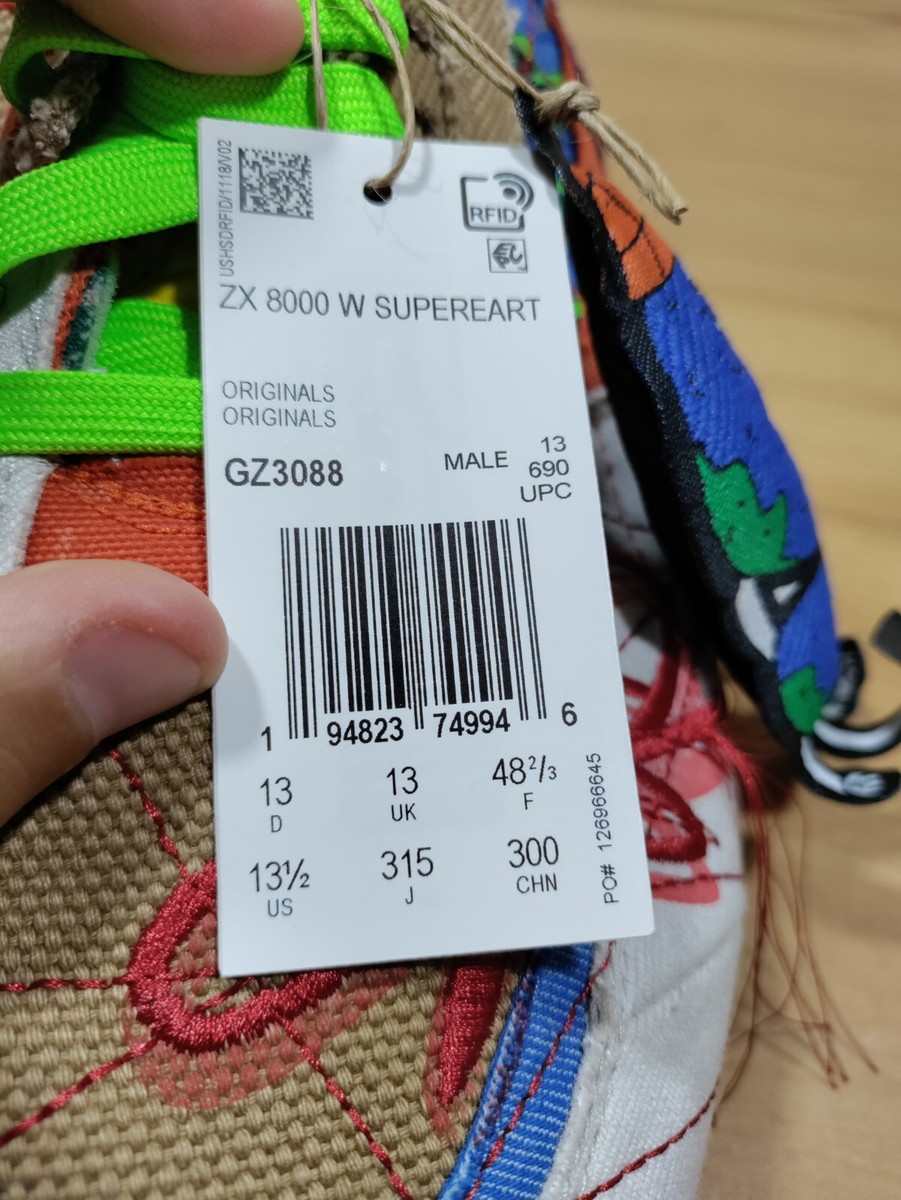 USHSDRFID/1118/V02
RFID
EPC
ZX 8000 W SUPEREART
ORIGINALS
ORIGINALS
GZ3088
MALE
13
690
UPC
1 94823 74994 6
13 13 48²/₃
D UK F
13½ 315 300
US J CHN
PO# 126966645